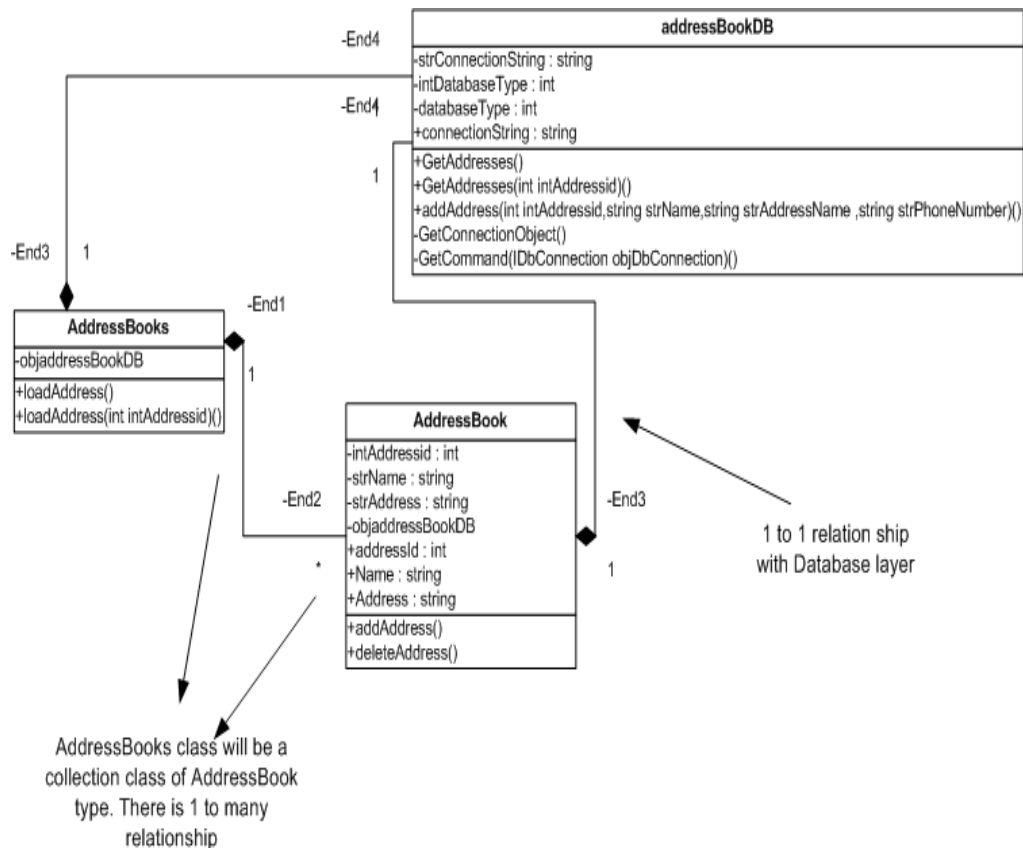 addressBookDB
-strConnectionString : string
-intDatabaseType : int
-databaseType : int
+connectionString : string
+GetAddresses()
+GetAddresses(int intAddressid)()
+addAddress(int intAddressid,string strName,string strAddressName ,string strPhoneNumber)()
-GetConnectionObject()
-GetCommand(IDbConnection objDbConnection)()
-End4
-End4
1
1
-End3
1
AddressBooks
-objaddressBookDB
+loadAddress()
+loadAddress(int intAddressid)()
-End1
1
-End2
*
AddressBook
-intAddressid : int
-strName : string
-strAddress : string
-objaddressBookDB
+addressId : int
+Name : string
+Address : string
+addAddress()
+deleteAddress()
-End3
1
1 to 1 relation ship
with Database layer
AddressBooks class will be a
collection class of AddressBook
type. There is 1 to many
relationship